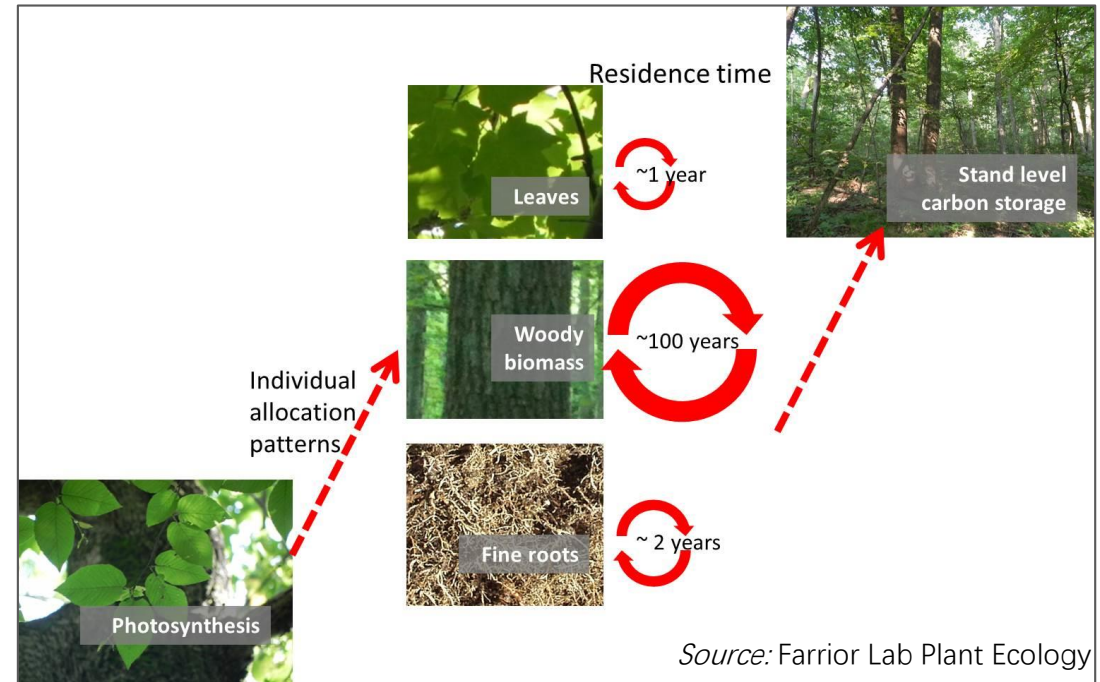 Residence time
Leaves
~1 year
Stand level
carbon storage
Woody
biomass
~100 years
Individual
allocation
patterns
Fine roots
~ 2 years
Photosynthesis
Source: Farrior Lab Plant Ecology